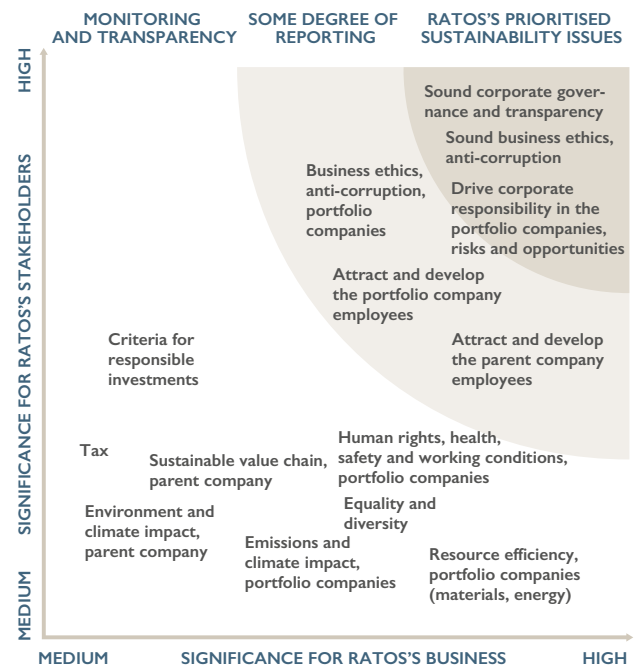 MONITORING
AND TRANSPARENCY
SOME DEGREE OF
REPORTING
RATOS’S PRIORITISED
SUSTAINABILITY ISSUES
HIGH
SIGNIFICANCE FOR RATOS’S STAKEHOLDERS
MEDIUM
Sound corporate gover-
nance and transparency
Sound business ethics,
anti-corruption
Business ethics,
anti-corruption,
portfolio
companies
Drive corporate
responsibility in the
portfolio companies,
risks and opportunities
Attract and develop
the portfolio company
employees
Criteria for
responsible
investments
Attract and develop
the parent company
employees
Tax
Sustainable value chain,
parent company
Human rights, health,
safety and working conditions,
portfolio companies
Environment and
climate impact,
parent company
Equality and
diversity
Emissions and
climate impact,
portfolio companies
Resource efficiency,
portfolio companies
(materials, energy)
MEDIUM
SIGNIFICANCE FOR RATOS’S BUSINESS
HIGH